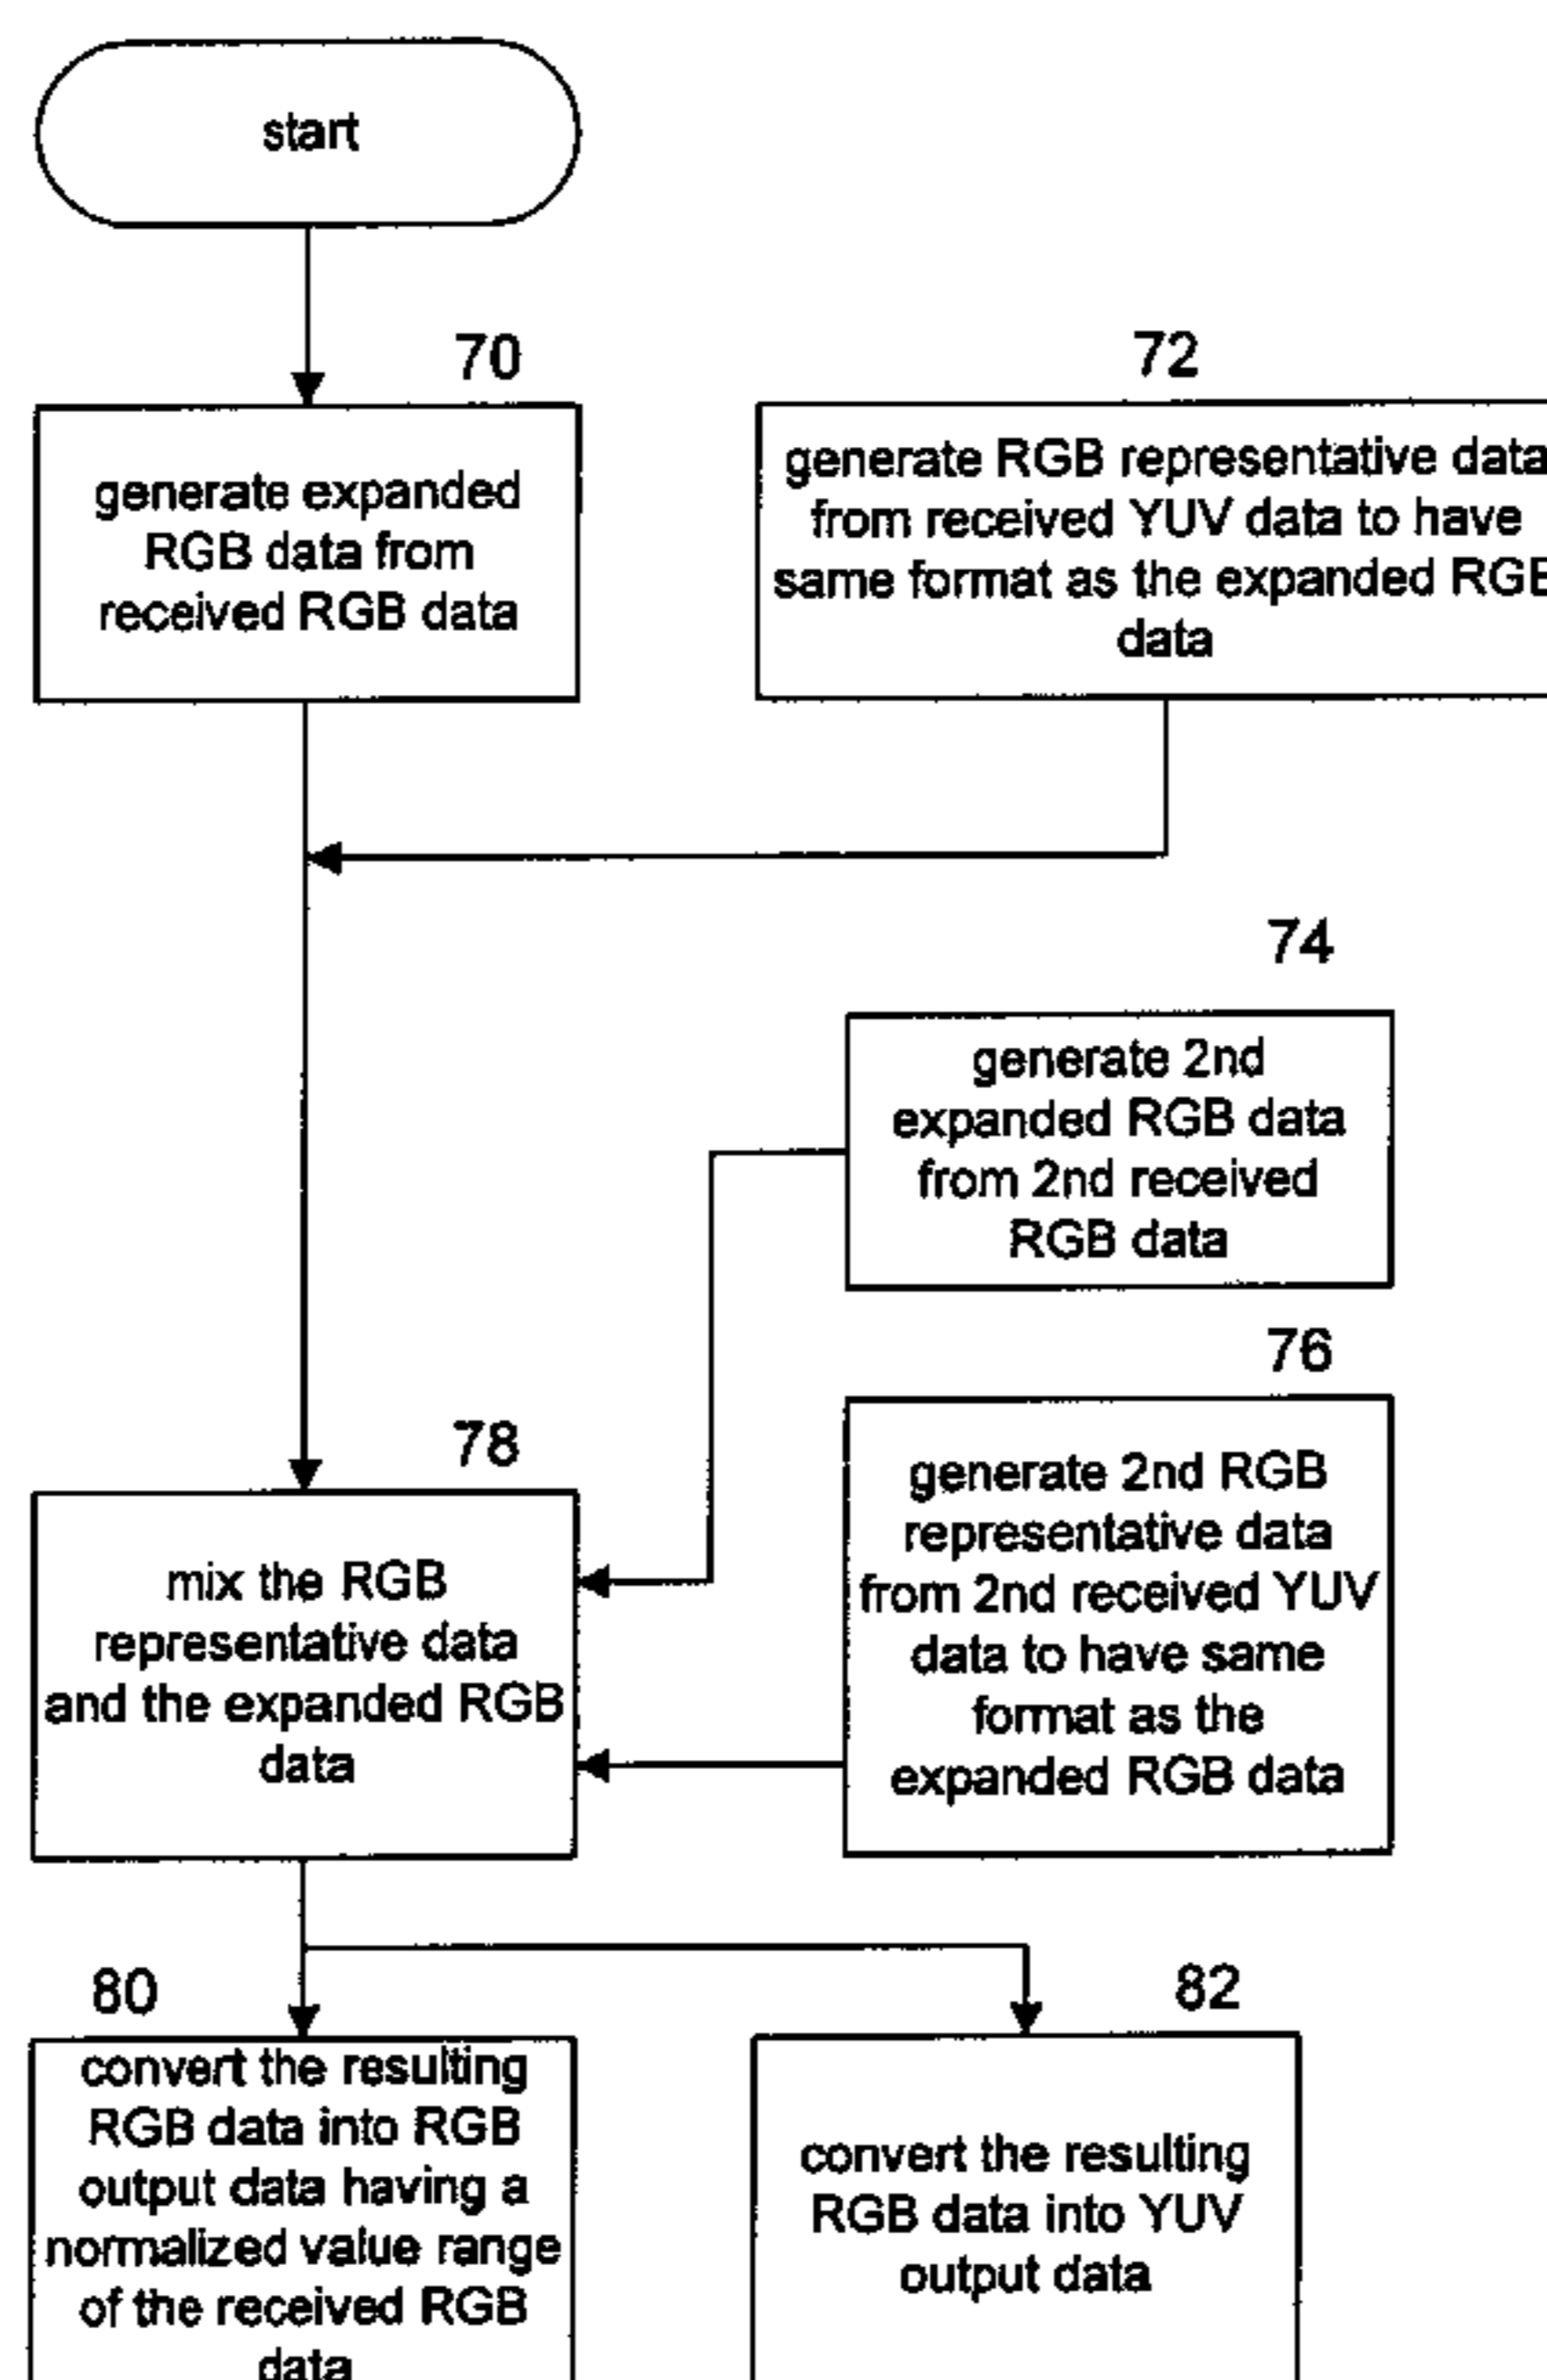 start
70
generate expanded
RGB data from
received RGB data
72
generate RGB representative data
from received YUV data to have
same format as the expanded RGB
data
74
generate 2nd
expanded RGB data
from 2nd received
RGB data
76
generate 2nd RGB
representative data
from 2nd received YUV
data to have same
format as the
expanded RGB data
78
mix the RGB
representative data
and the expanded RGB
data
80
convert the resulting
RGB data into RGB
output data having a
normalized value range
of the received RGB
data
82
convert the resulting
RGB data into YUV
output data